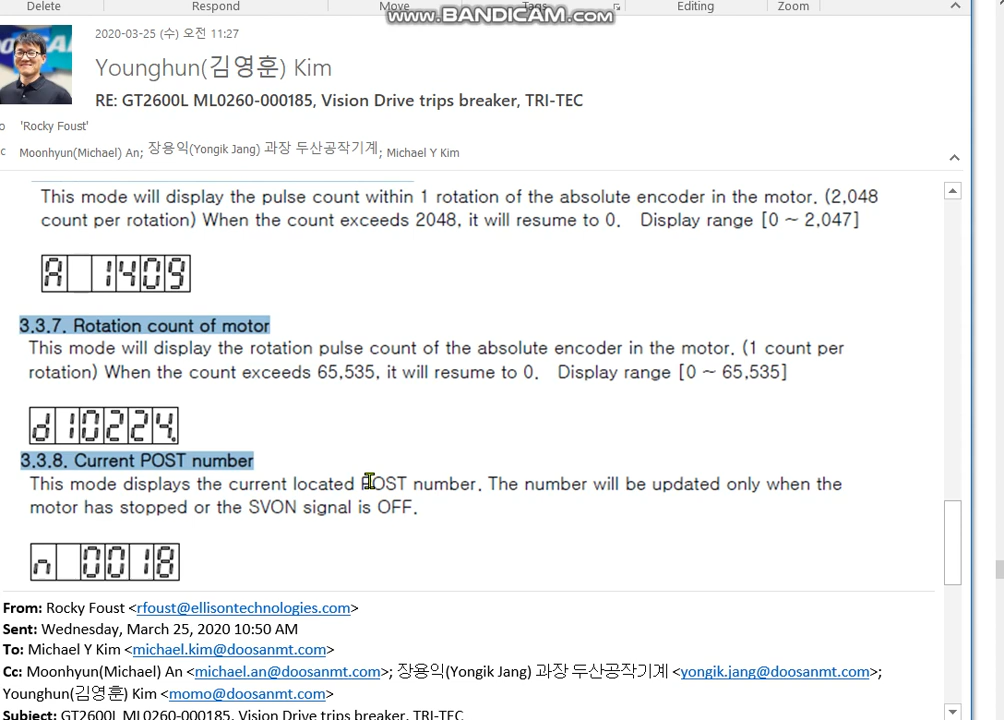 Delete Respond Move Tags Editing Zoom
www.BANDICAM.com
2020-03-25 (수) 오전 11:27
Younghun(김영훈) Kim
RE: GT2600L ML0260-000185, Vision Drive trips breaker, TRI-TEC
o 'Rocky Foust'
c Moonhyun(Michael) An; 장용익(Yongik Jang) 과장 두산공작기계; Michael Y Kim
This mode will display the pulse count within 1 rotation of the absolute encoder in the motor. (2,048
count per rotation) When the count exceeds 2048, it will resume to 0. Display range [0 ~ 2,047]
A 1409
3.3.7. Rotation count of motor
This mode will display the rotation pulse count of the absolute encoder in the motor. (1 count per
rotation) When the count exceeds 65,535, it will resume to 0. Display range [0 ~ 65,535]
d10224.
3.3.8. Current POST number
This mode displays the current located POST number. The number will be updated only when the
motor has stopped or the SVON signal is OFF.
n 0018
From: Rocky Foust <rfoust@ellisontechnologies.com>
Sent: Wednesday, March 25, 2020 10:50 AM
To: Michael Y Kim <michael.kim@doosanmt.com>
Cc: Moonhyun(Michael) An <michael.an@doosanmt.com>; 장용익(Yongik Jang) 과장 두산공작기계 <yongik.jang@doosanmt.com>;
Younghun(김영훈) Kim <momo@doosanmt.com>
Subject: GT2600L ML0260-000185, Vision Drive trips breaker, TRI-TEC